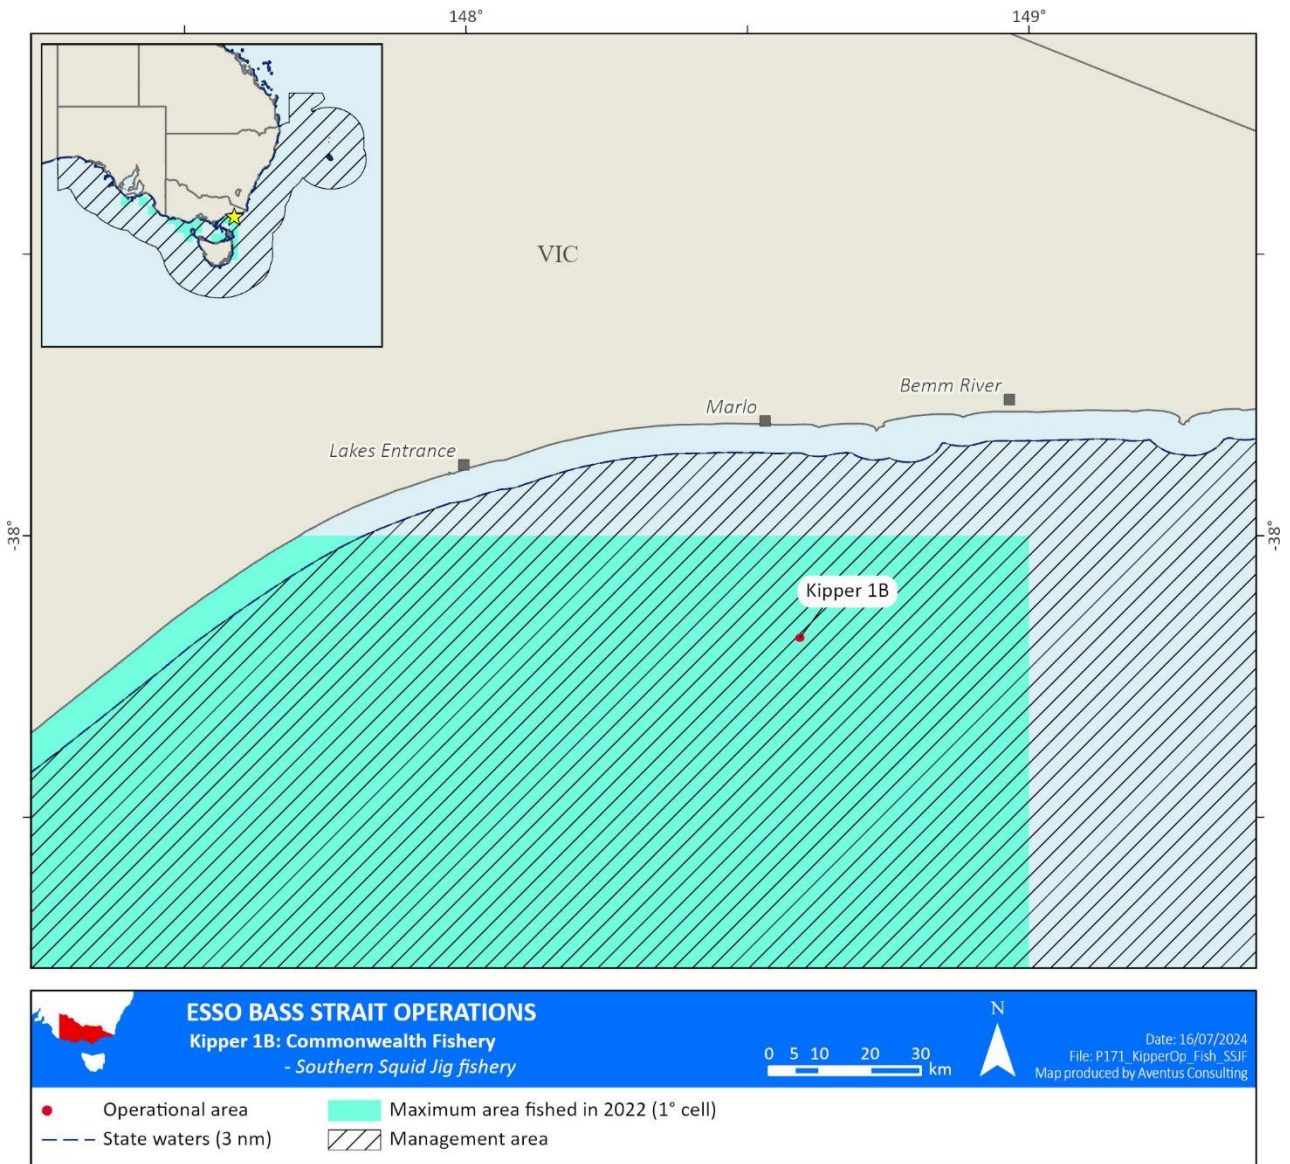 148°
149°
VIC
Bemm River
Marlo
Lakes Entrance
-38°
-38°
Kipper 1B
ESSO BASS STRAIT OPERATIONS
Kipper 1B: Commonwealth Fishery
- Southern Squid Jig fishery
0 5 10 20 30
km
N
Date: 16/07/2024
File: P171_KipperOp_Fish_SSJF
Map produced by Aventus Consulting
Operational area
Maximum area fished in 2022 (1° cell)
State waters (3 nm)
Management area